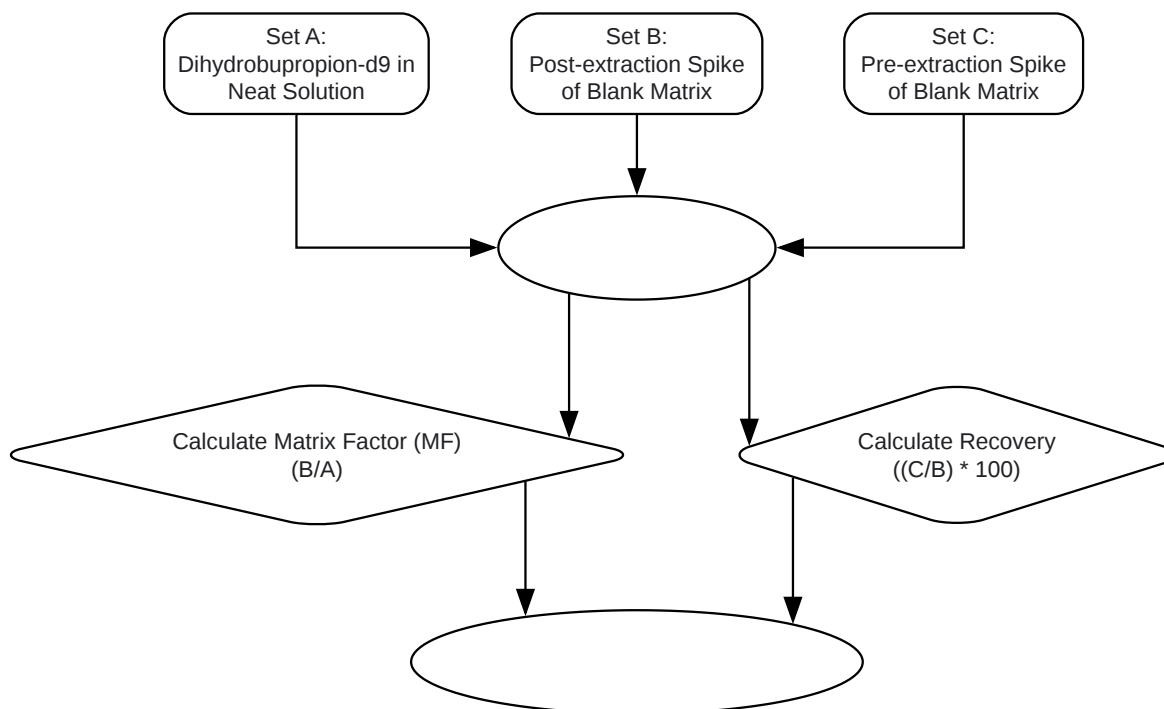 Set A:
Dihydrobupropion-d9 in
Neat Solution
Set B:
Post-extraction Spike
of Blank Matrix
Set C:
Pre-extraction Spike
of Blank Matrix
Calculate Matrix Factor (MF)
(B/A)
Calculate Recovery
((C/B) * 100)